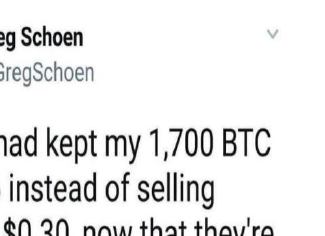 eg Schoen
GregSchoen
had kept my 1,700 BTC
instead of selling
$0.30, now that they're